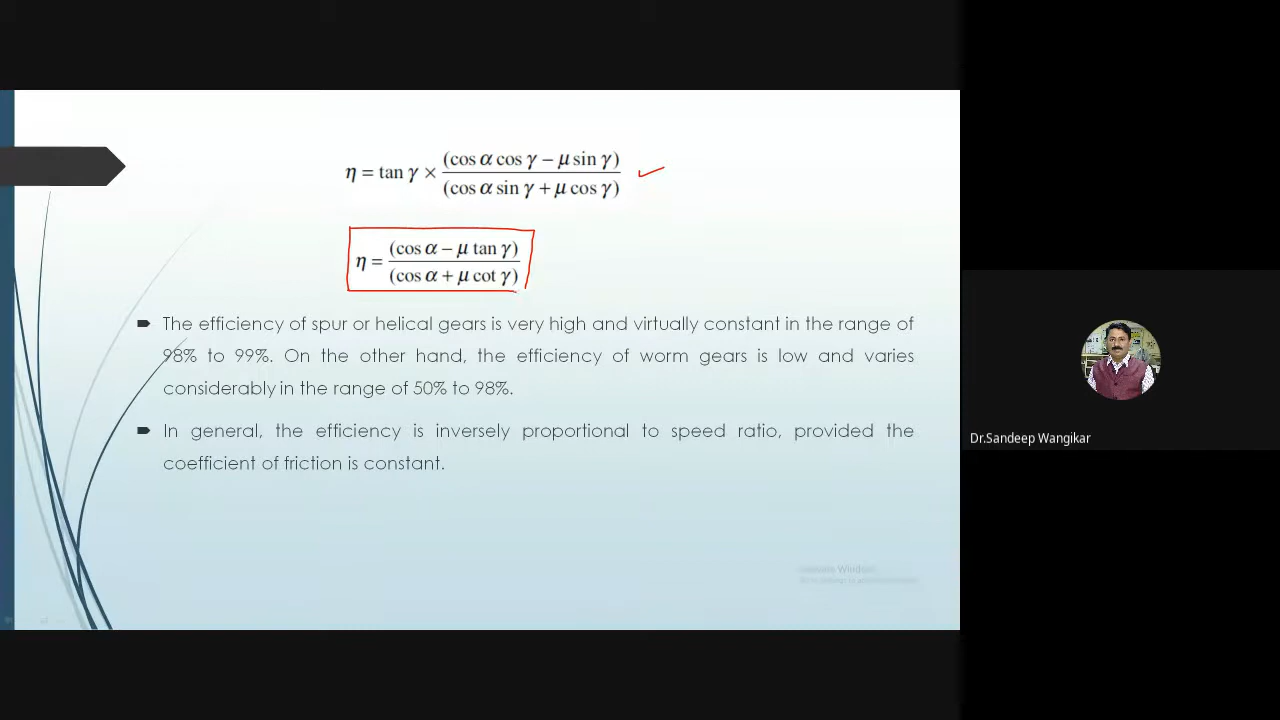 η = tan γ × (cos α cos γ − μ sin γ) / (cos α sin γ + μ cos γ)
η = (cos α − μ tan γ) / (cos α + μ cot γ)
The efficiency of spur or helical gears is very high and virtually constant in the range of
98% to 99%. On the other hand, the efficiency of worm gears is low and varies
considerably in the range of 50% to 98%.
In general, the efficiency is inversely proportional to speed ratio, provided the
coefficient of friction is constant.
Dr.Sandeep Wangikar